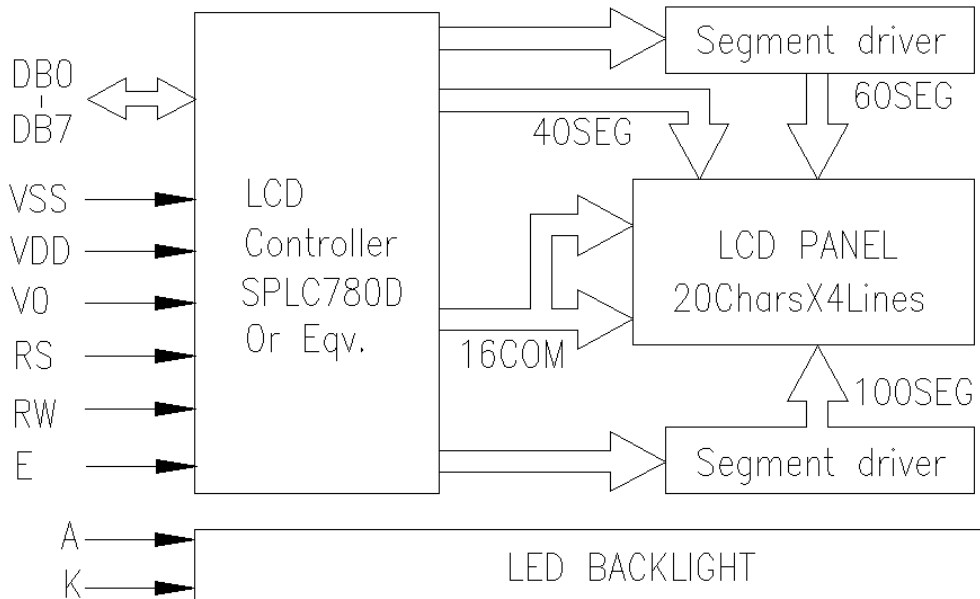 DB0
-
DB7
VSS
VDD
V0
RS
RW
E
A
K
LCD
Controller
SPLC780D
Or Eqv.
Segment driver
60SEG
40SEG
LCD PANEL
20CharsX4Lines
16COM
100SEG
Segment driver
LED BACKLIGHT